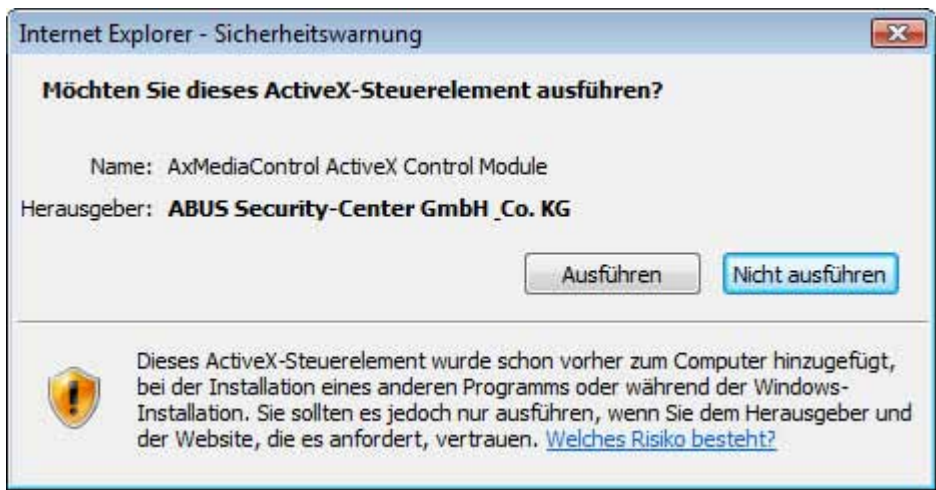 Internet Explorer - Sicherheitswarnung
Möchten Sie dieses ActiveX-Steuerelement ausführen?
Name: AxMediaControl ActiveX Control Module
Herausgeber: ABUS Security-Center GmbH _Co. KG
Ausführen Nicht ausführen
Dieses ActiveX-Steuerelement wurde schon vorher zum Computer hinzugefügt,
bei der Installation eines anderen Programms oder während der Windows-
Installation. Sie sollten es jedoch nur ausführen, wenn Sie dem Herausgeber und
der Website, die es anfordert, vertrauen. Welches Risiko besteht?